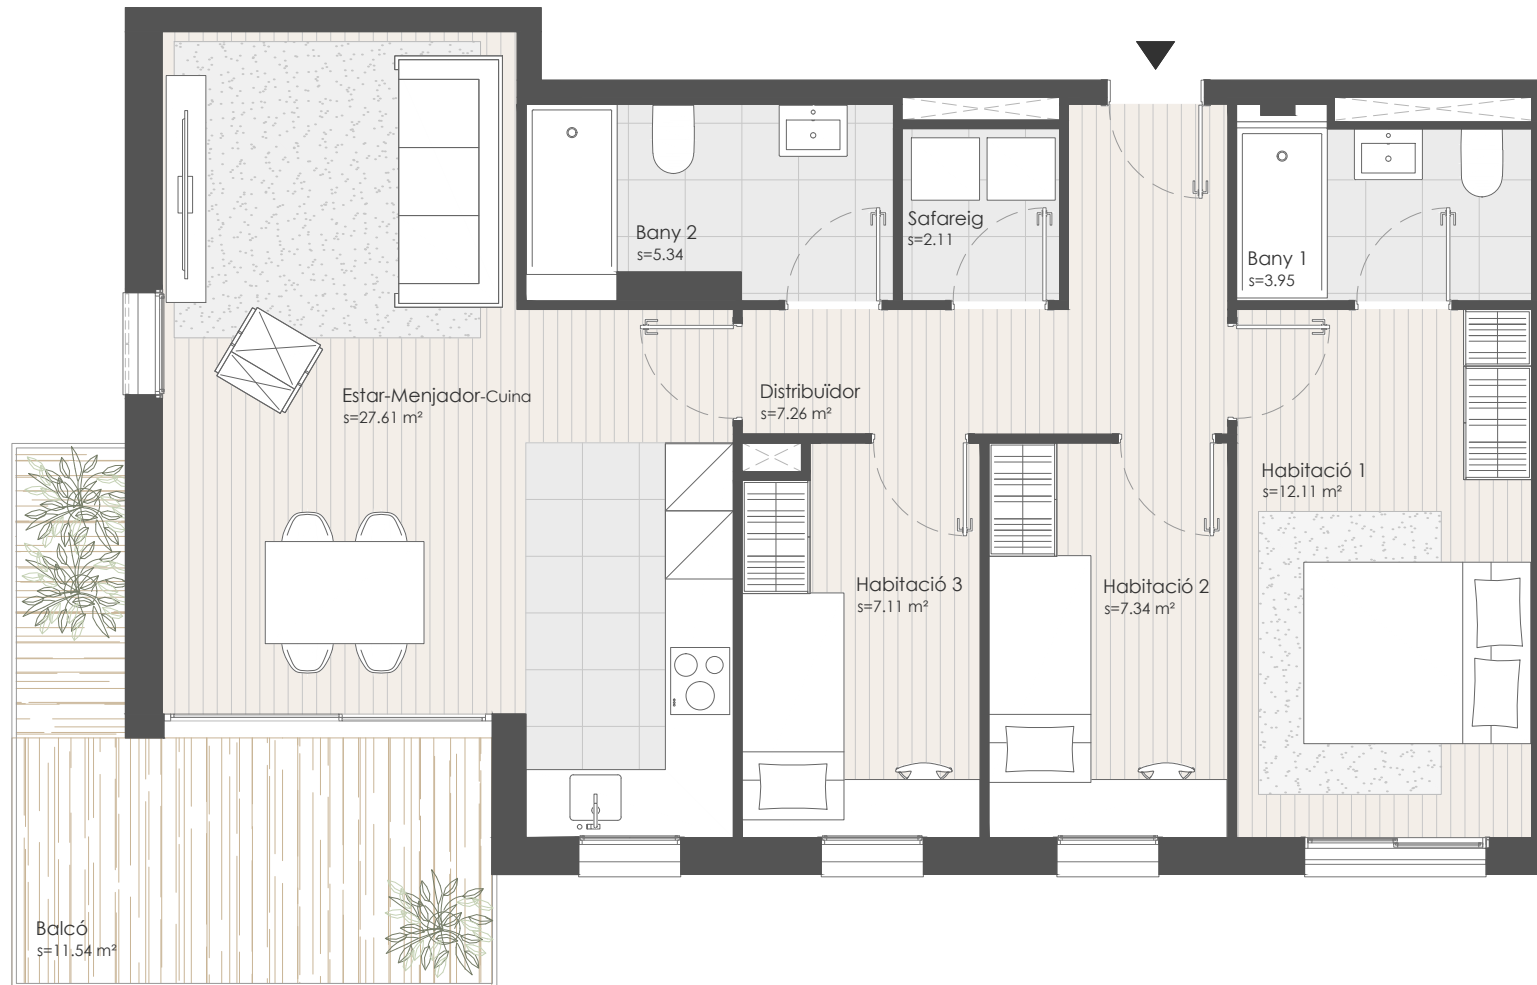 Safareig
s=2.11
Bany 2
s=5.34
Bany 1
s=3.95
Estar-Menjador-Cuina
s=27.61 m²
Distribuïdor
s=7.26 m²
Habitació 1
s=12.11 m²
Habitació 3
s=7.11 m²
Habitació 2
s=7.34 m²
Balcó
s=11.54 m²